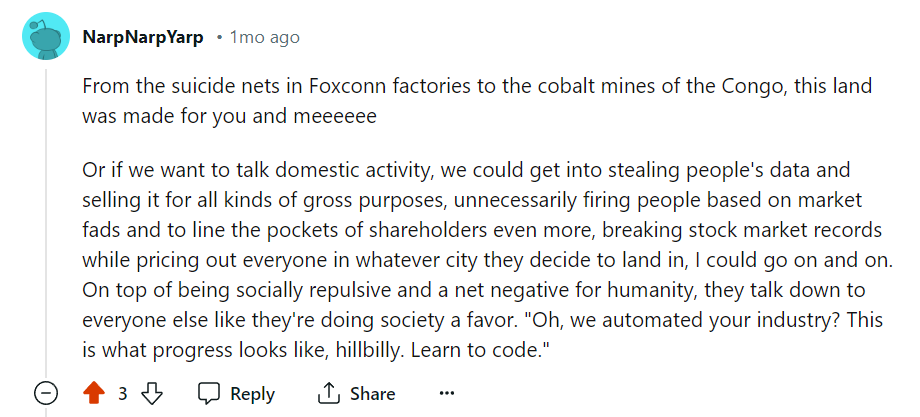 NarpNarpYarp • 1mo ago
From the suicide nets in Foxconn factories to the cobalt mines of the Congo, this land
was made for you and meeeeee
Or if we want to talk domestic activity, we could get into stealing people's data and
selling it for all kinds of gross purposes, unnecessarily firing people based on market
fads and to line the pockets of shareholders even more, breaking stock market records
while pricing out everyone in whatever city they decide to land in, I could go on and on.
On top of being socially repulsive and a net negative for humanity, they talk down to
everyone else like they're doing society a favor. "Oh, we automated your industry? This
is what progress looks like, hillbilly. Learn to code."
3 Reply Share ...